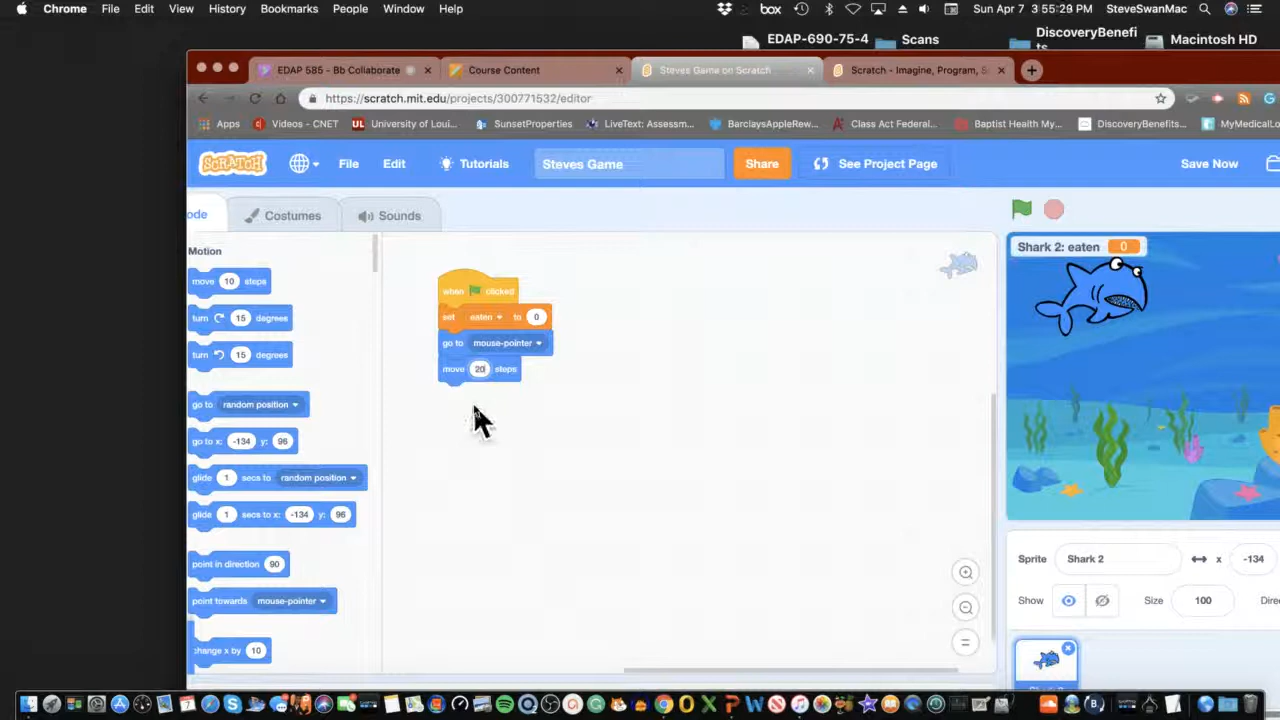 Chrome File Edit View History Bookmarks People Window Help box Sun Apr 7 3:55:29 PM SteveSwanMac
EDAP-690-75-4 Scans DiscoveryBenefi
ts Macintosh HD
EDAP 585 - Bb Collaborate × Course Content × Steves Game on Scratch × Scratch - Imagine, Program, S × +
https://scratch.mit.edu/projects/300771532/editor
Apps Videos - CNET UL University of Loui... SunsetProperties LiveText: Assessm... BarclaysAppleRew... Class Act Federal... Baptist Health My... DiscoveryBenefits... MyMedicalLo
SCRATCH File Edit Tutorials Steves Game Share See Project Page Save Now
ode Costumes Sounds
Motion
move 10 steps
turn 15 degrees
turn 15 degrees
go to random position
go to x: -134 y: 96
glide 1 secs to random position
glide 1 secs to x: -134 y: 96
point in direction 90
point towards mouse-pointer
change x by 10
when clicked
set eaten to 0
go to mouse-pointer
move 20 steps
Shark 2: eaten 0
Sprite Shark 2 x -134
Show Size 100 Direc